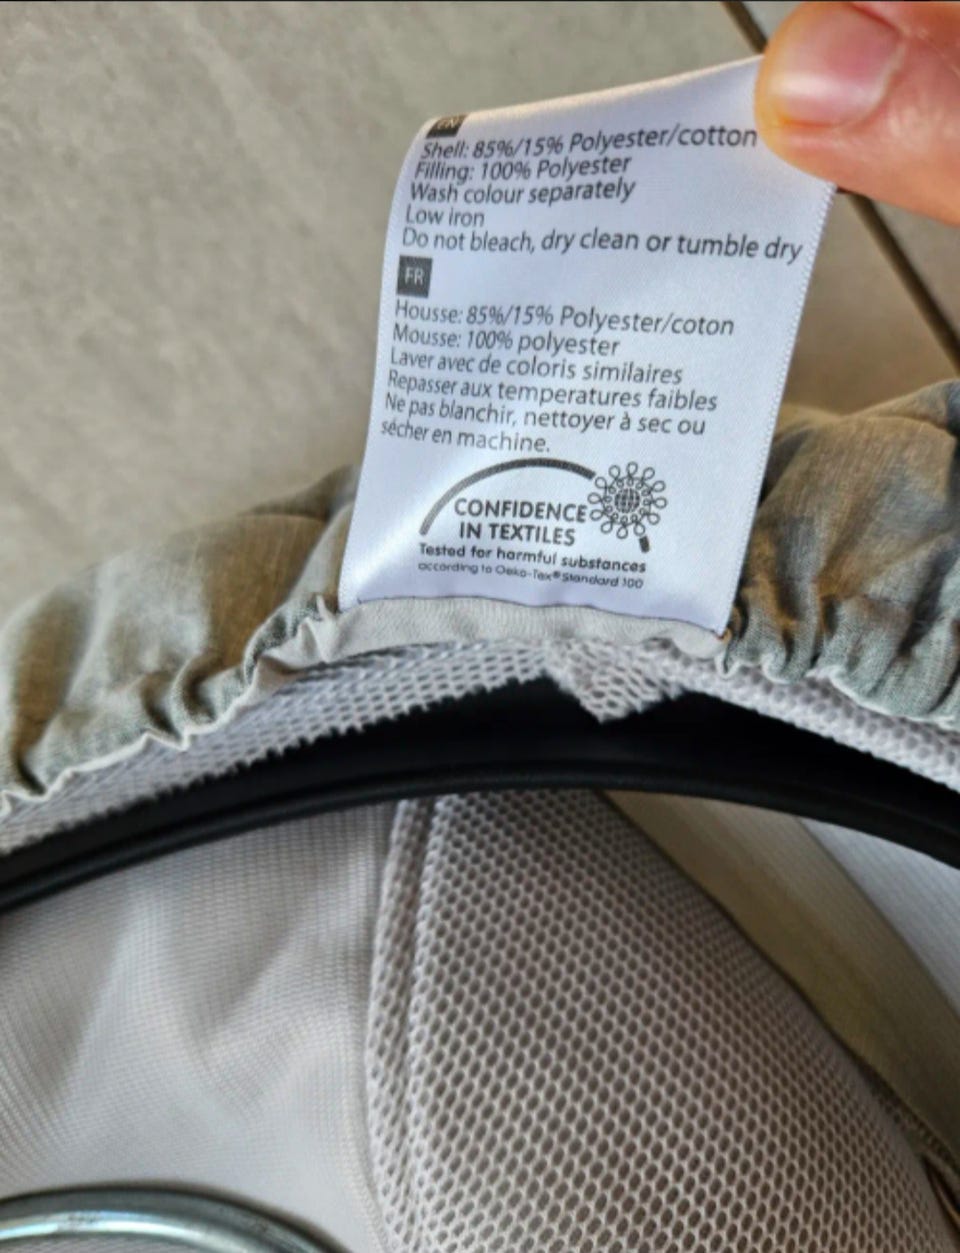 EN
Shell: 85%/15% Polyester/cotton
Filling: 100% Polyester
Wash colour separately
Low iron
Do not bleach, dry clean or tumble dry
FR
Housse: 85%/15% Polyester/coton
Mousse: 100% polyester
Laver avec de coloris similaires
Repasser aux temperatures faibles
Ne pas blanchir, nettoyer à sec ou
sécher en machine.
CONFIDENCE
IN TEXTILES
Tested for harmful substances
according to Oeko-Tex® Standard 100